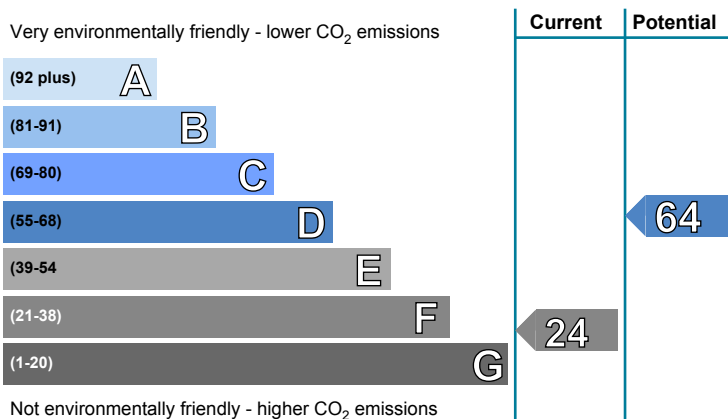 Current Potential
Very environmentally friendly - lower CO2 emissions
(92 plus) A
(81-91) B
(69-80) C
(55-68) D
64
(39-54 E
(21-38) F
24
(1-20) G
Not environmentally friendly - higher CO2 emissions